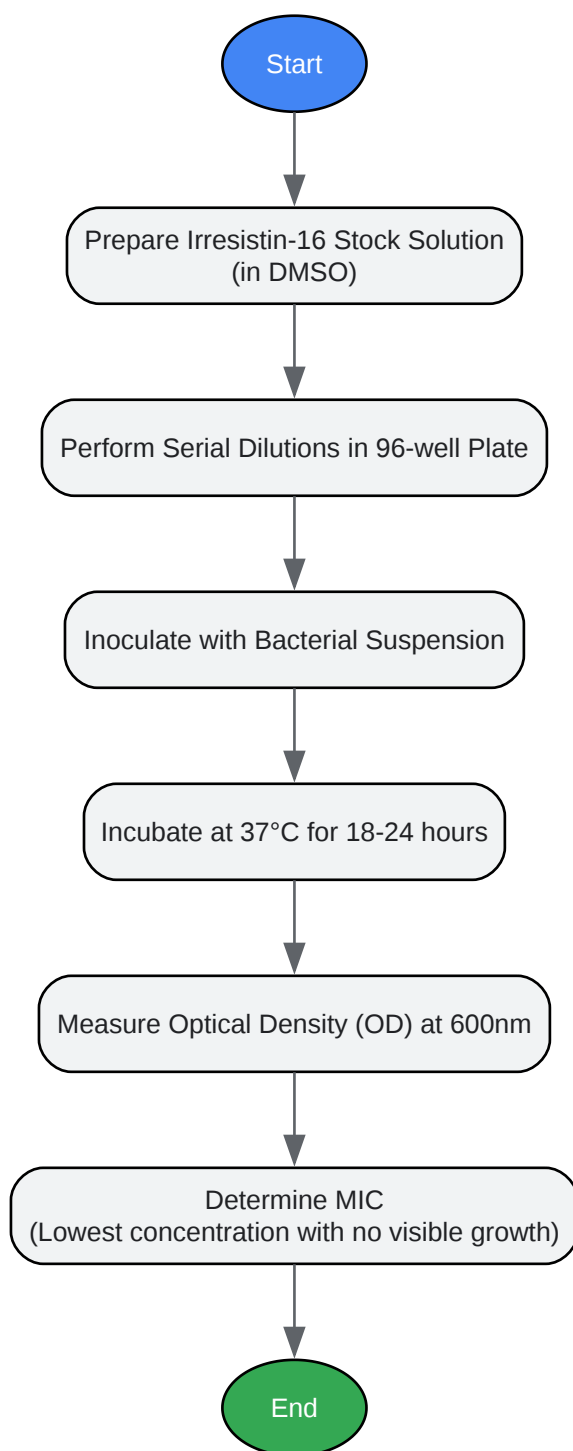 Start
Prepare Irresistin-16 Stock Solution
(in DMSO)
Perform Serial Dilutions in 96-well Plate
Inoculate with Bacterial Suspension
Incubate at 37°C for 18-24 hours
Measure Optical Density (OD) at 600nm
Determine MIC
(Lowest concentration with no visible growth)
End